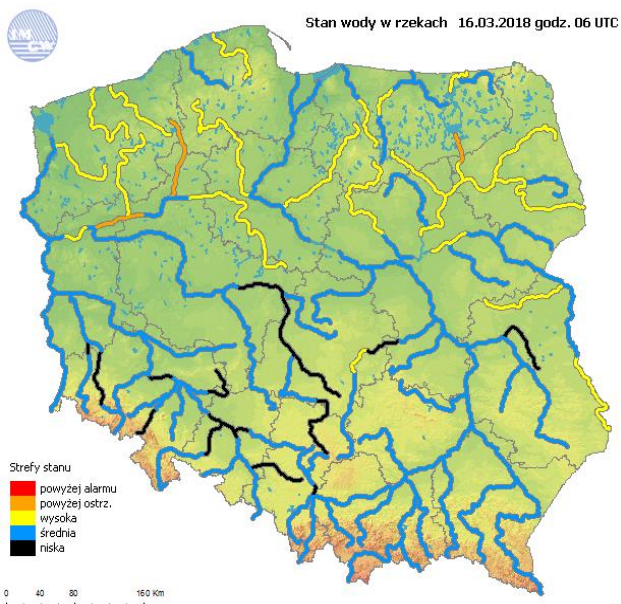 IMGW
Stan wody w rzekach 16.03.2018 godz. 06 UTC
Strefy stanu
powyżej alarmu
powyżej ostrz.
wysoka
średnia
niska
0 40 80 160 Km